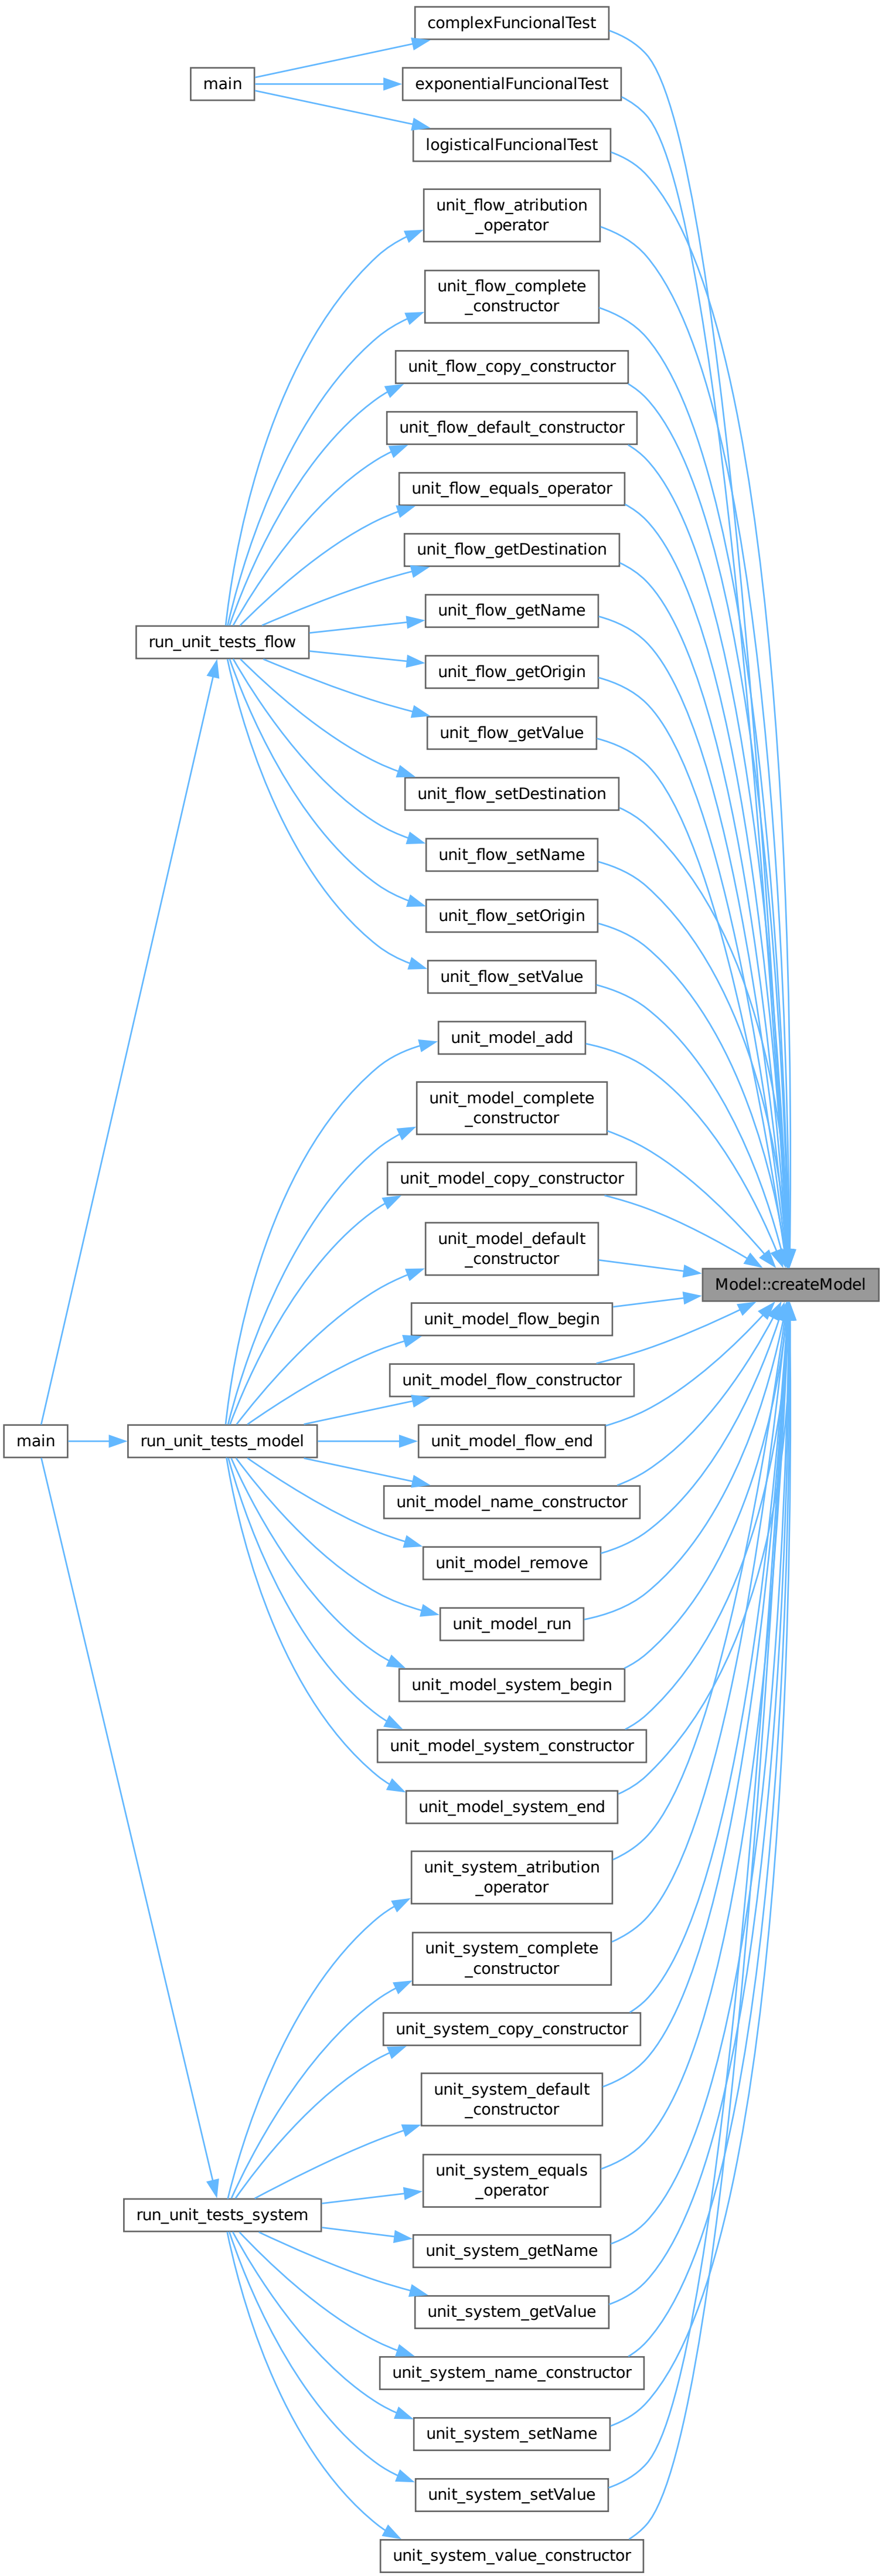 complexFuncionalTest
main
exponentialFuncionalTest
logisticalFuncionalTest
unit_flow_atribution
_operator
unit_flow_complete
_constructor
unit_flow_copy_constructor
unit_flow_default_constructor
unit_flow_equals_operator
unit_flow_getDestination
unit_flow_getName
run_unit_tests_flow
unit_flow_getOrigin
unit_flow_getValue
unit_flow_setDestination
unit_flow_setName
unit_flow_setOrigin
unit_flow_setValue
unit_model_add
unit_model_complete
_constructor
unit_model_copy_constructor
unit_model_default
_constructor
Model::createModel
unit_model_flow_begin
unit_model_flow_constructor
main
run_unit_tests_model
unit_model_flow_end
unit_model_name_constructor
unit_model_remove
unit_model_run
unit_model_system_begin
unit_model_system_constructor
unit_model_system_end
unit_system_atribution
_operator
unit_system_complete
_constructor
unit_system_copy_constructor
unit_system_default
_constructor
unit_system_equals
_operator
run_unit_tests_system
unit_system_getName
unit_system_getValue
unit_system_name_constructor
unit_system_setName
unit_system_setValue
unit_system_value_constructor